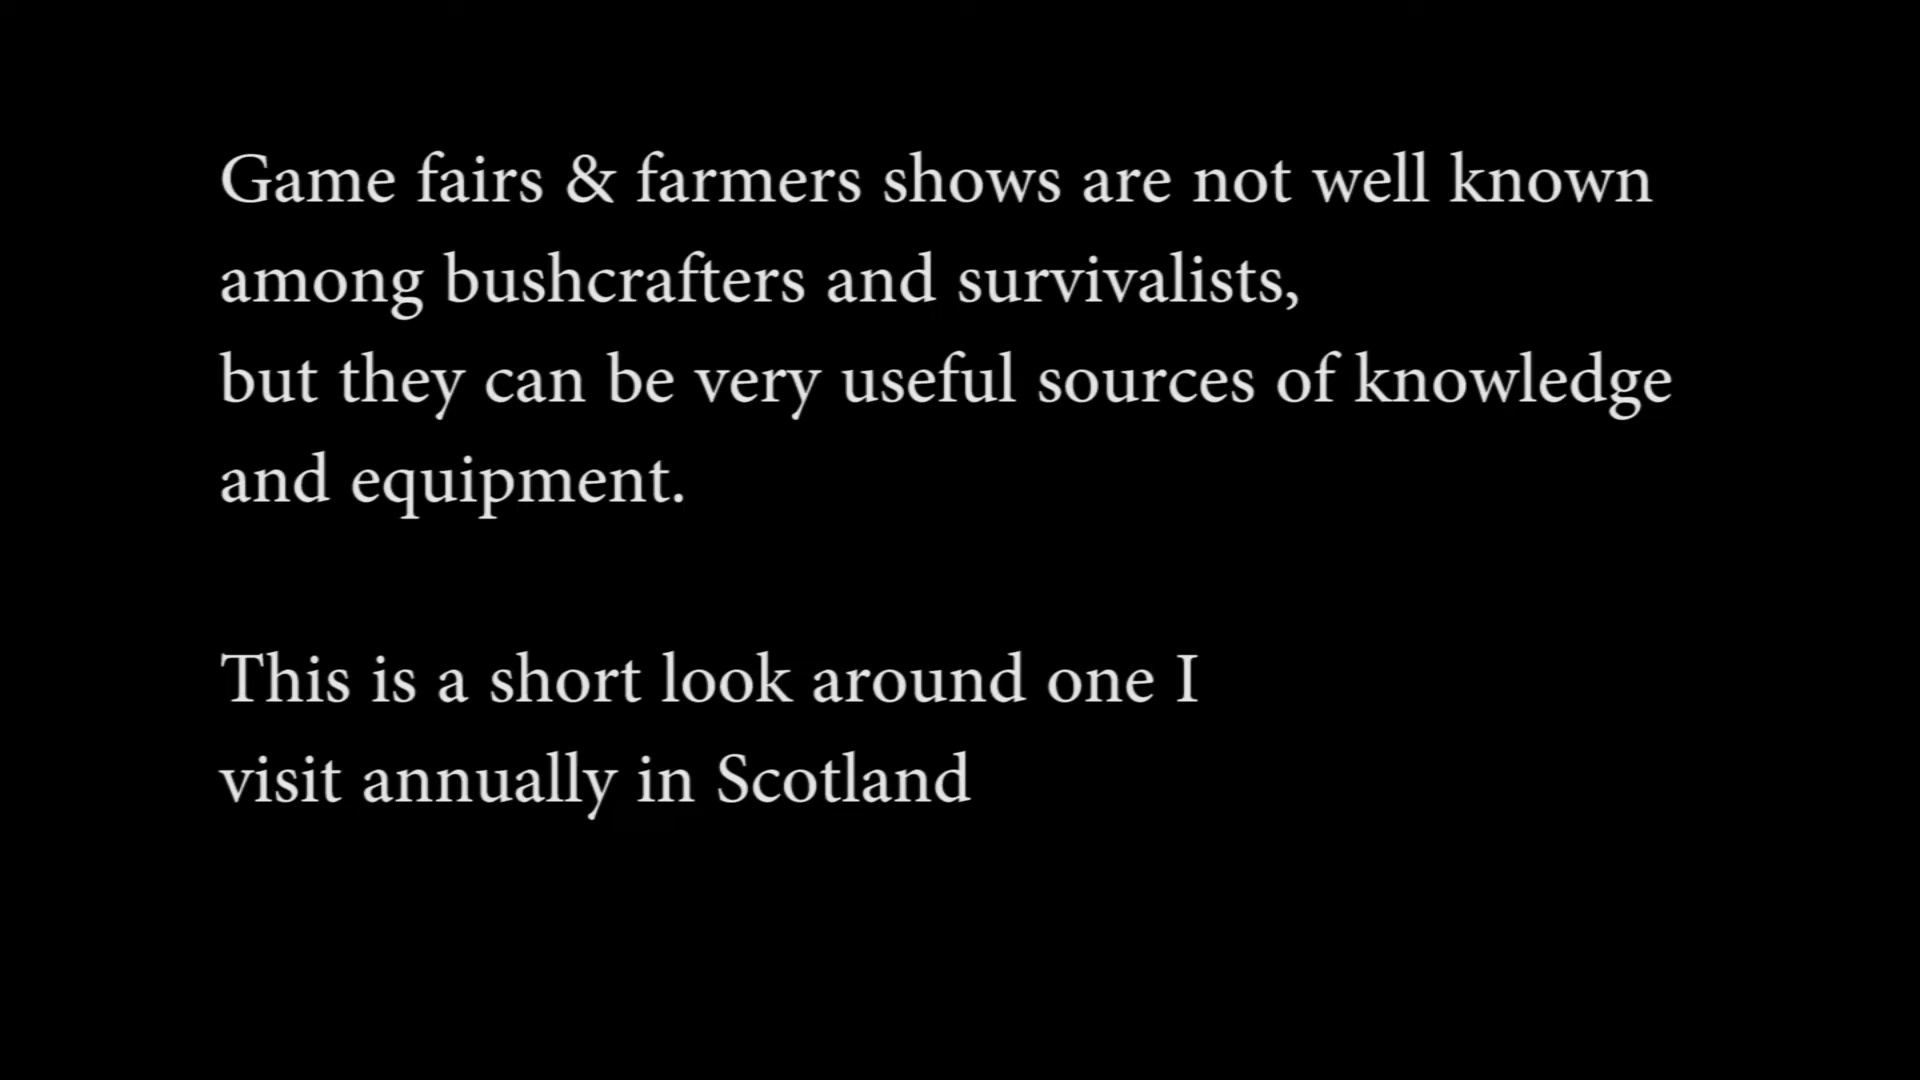 Game fairs & farmers shows are not well known
among bushcrafters and survivalists,
but they can be very useful sources of knowledge
and equipment.
This is a short look around one I
visit annually in Scotland